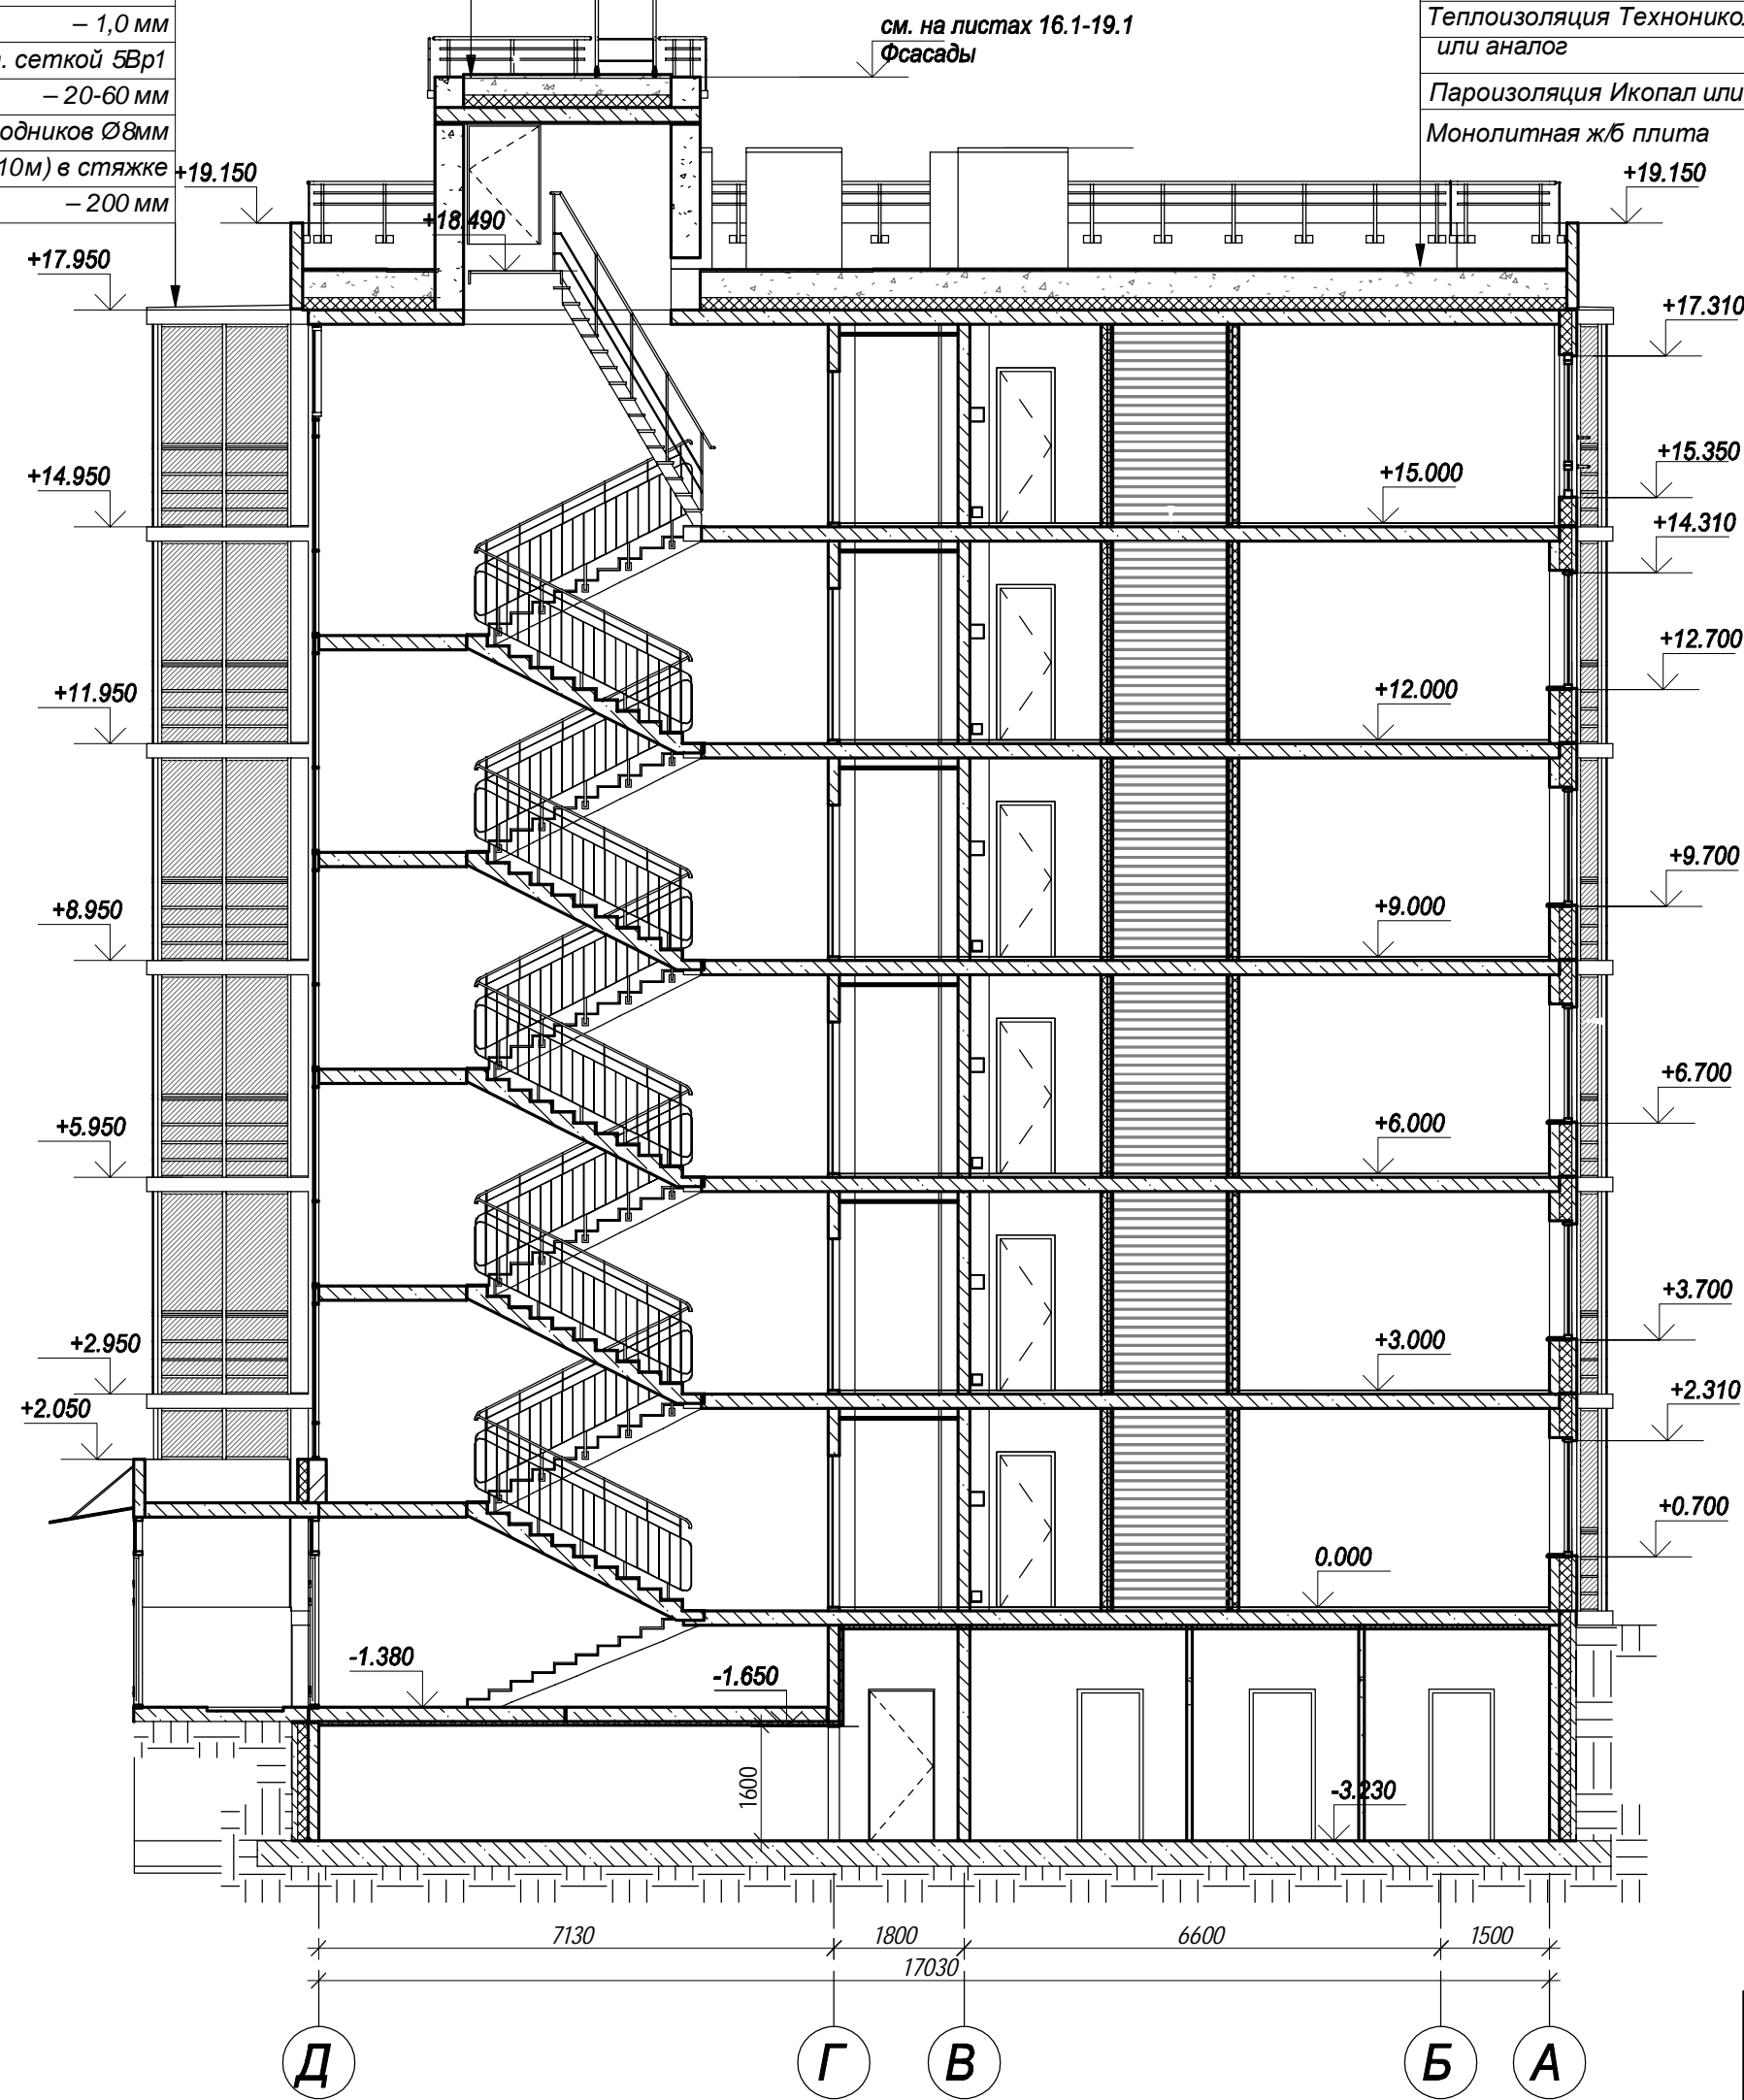 – 1,0 мм
. сеткой 5Вр1
– 20-60 мм
одников Ø8мм
10м) в стяжке
– 200 мм
см. на листах 16.1-19.1
Фсасады
Теплоизоляция Технонико
или аналог
Пароизоляция Икопал или
Монолитная ж/б плита
+19.150
+19.150
+18.490
+17.950
+17.310
+14.950
+15.000
+15.350
+14.310
+12.700
+11.950
+12.000
+9.700
+8.950
+9.000
+6.700
+5.950
+6.000
+3.700
+2.950
+3.000
+2.310
+2.050
+0.700
0.000
-1.380
-1.650
1600
-3.230
7130
1800
6600
1500
17030
Д
Г
В
Б
А